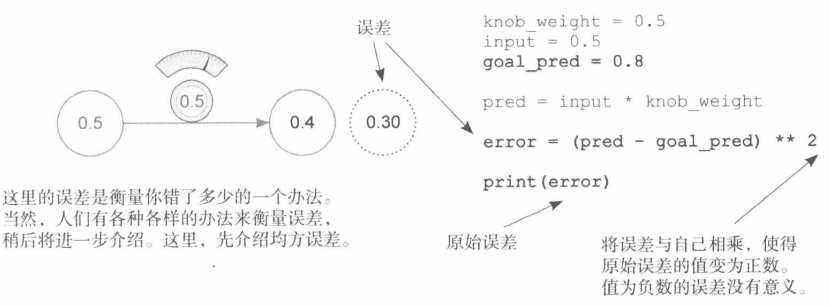 误差
0.5
0.5
0.4
0.30
这里的误差是衡量你错了多少的一个办法。
当然，人们有各种各样的办法来衡量误差，
稍后将进一步介绍。这里，先介绍均方误差。
knob_weight = 0.5
input = 0.5
goal_pred = 0.8
pred = input * knob_weight
error = (pred - goal_pred) ** 2
print(error)
原始误差
将误差与自己相乘，使得
原始误差的值变为正数。
值为负数的误差没有意义。